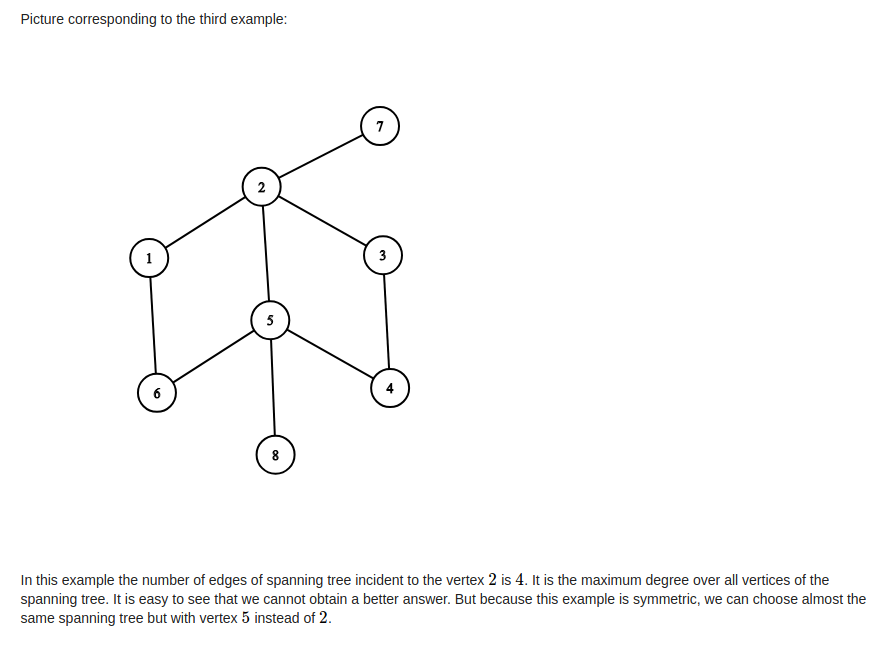 Picture corresponding to the third example:
7
2
3
1
5
4
6
8
In this example the number of edges of spanning tree incident to the vertex 2 is 4. It is the maximum degree over all vertices of the
spanning tree. It is easy to see that we cannot obtain a better answer. But because this example is symmetric, we can choose almost the
same spanning tree but with vertex 5 instead of 2.